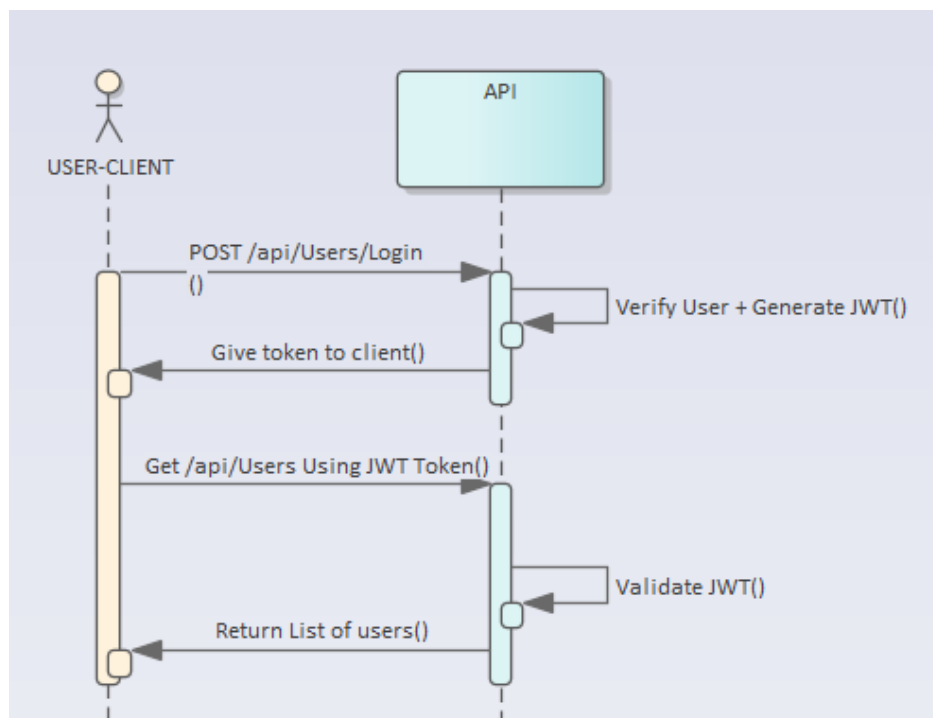 API
USER-CLIENT
POST /api/Users/Login
()
Verify User + Generate JWT()
Give token to client()
Get /api/Users Using JWT Token()
Validate JWT()
Return List of users()